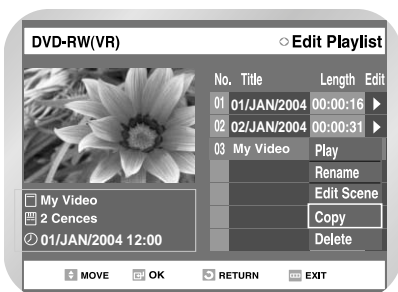 DVD-RW(VR)
Edit Playlist
No. Title Length Edit
01 01/JAN/2004 00:00:16
02 02/JAN/2004 00:00:31
03 My Video
Play
Rename
Edit Scene
Copy
Delete
My Video
2 Cences
01/JAN/2004 12:00
MOVE OK RETURN EXIT